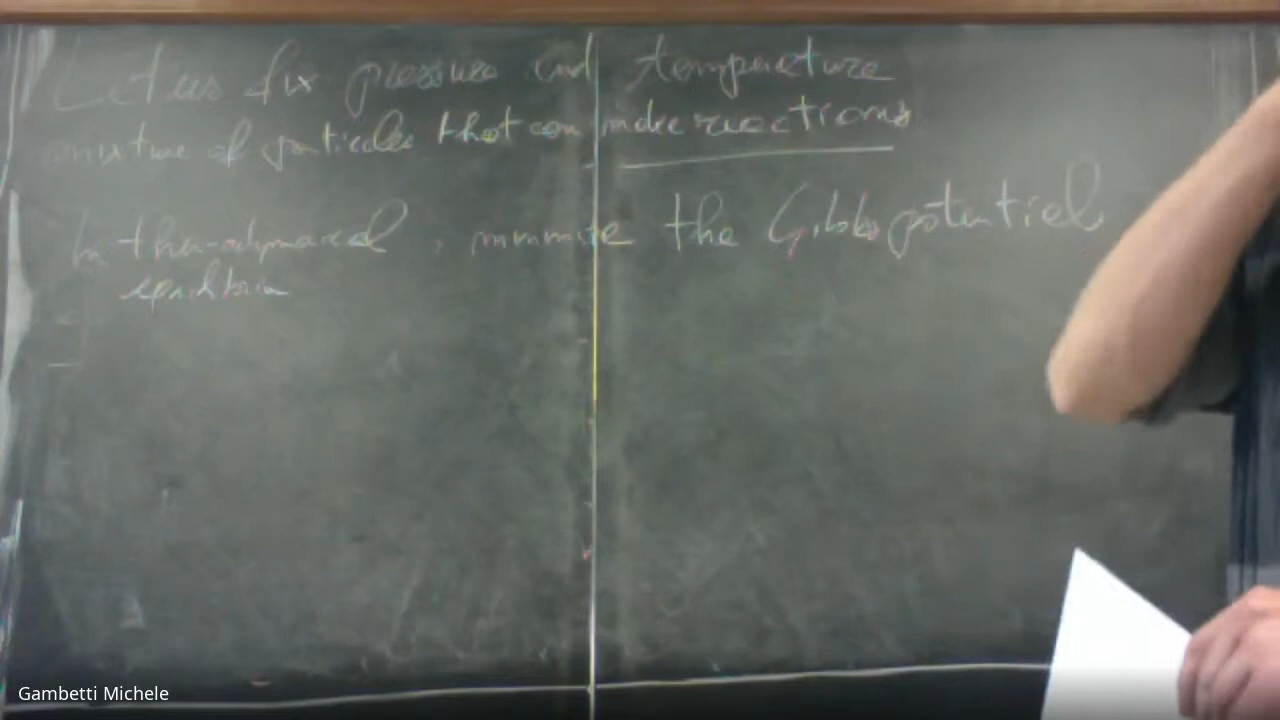 Let us fix pressure and temperature
mixture of particles that can make reactions
In thermodynamical, minimize the Gibbs potential
equilibrium
Gambetti Michele